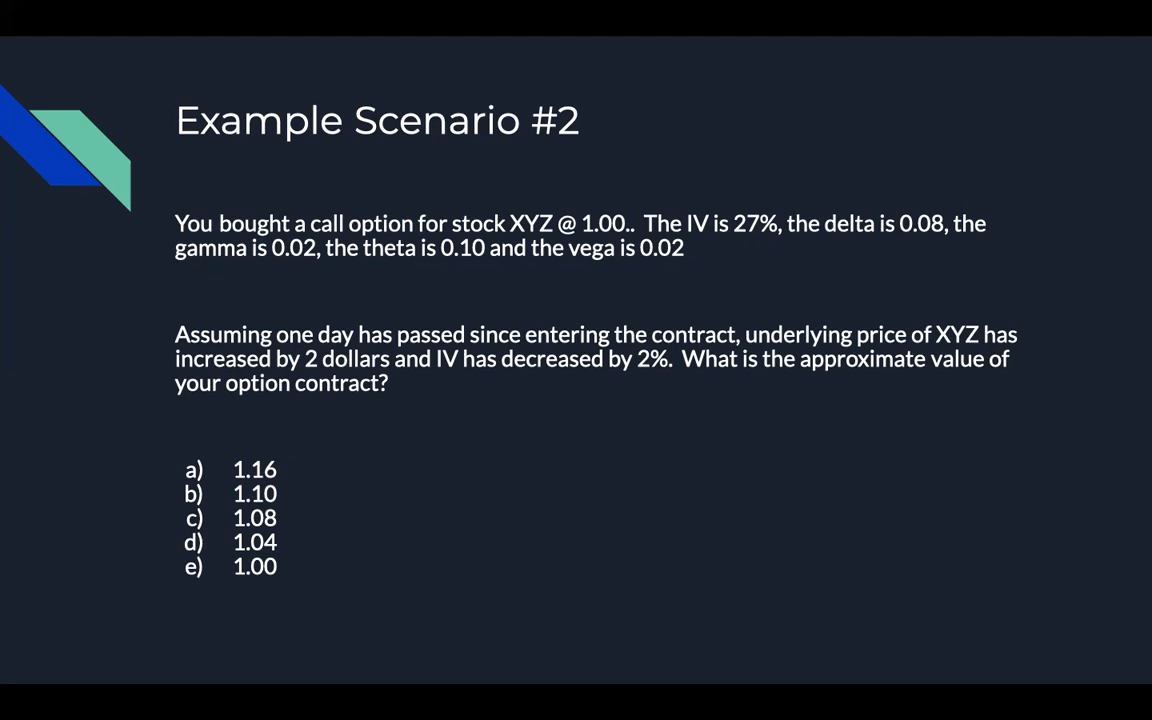 Example Scenario #2
You bought a call option for stock XYZ @ 1.00.. The IV is 27%, the delta is 0.08, the
gamma is 0.02, the theta is 0.10 and the vega is 0.02
Assuming one day has passed since entering the contract, underlying price of XYZ has
increased by 2 dollars and IV has decreased by 2%. What is the approximate value of
your option contract?
a) 1.16
b) 1.10
c) 1.08
d) 1.04
e) 1.00